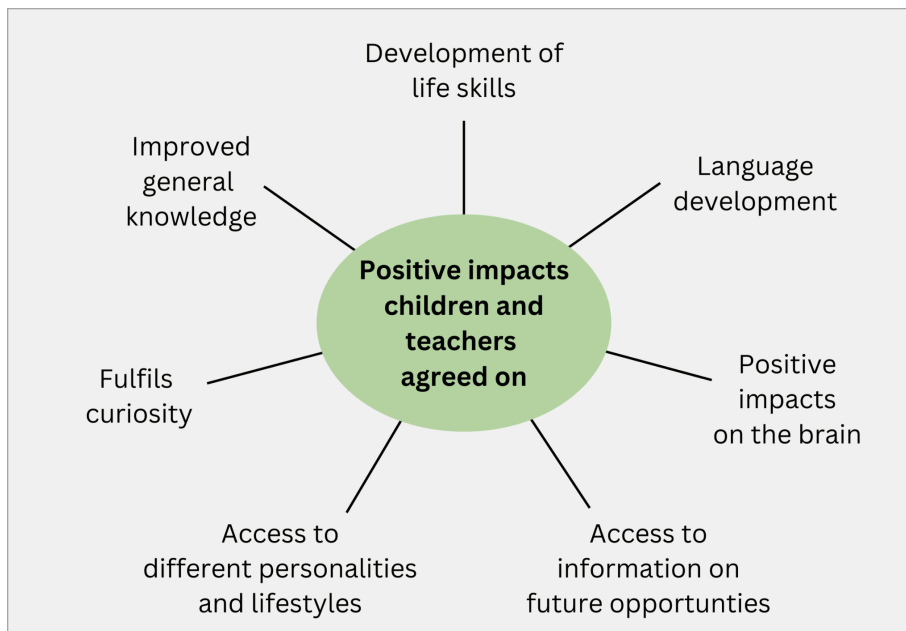 Development of
life skills
Improved
general
knowledge
Language
development
Positive impacts
children and
teachers
agreed on
Fulfils
curiosity
Positive
impacts
on the brain
Access to
different personalities
and lifestyles
Access to
information on
future opportunties